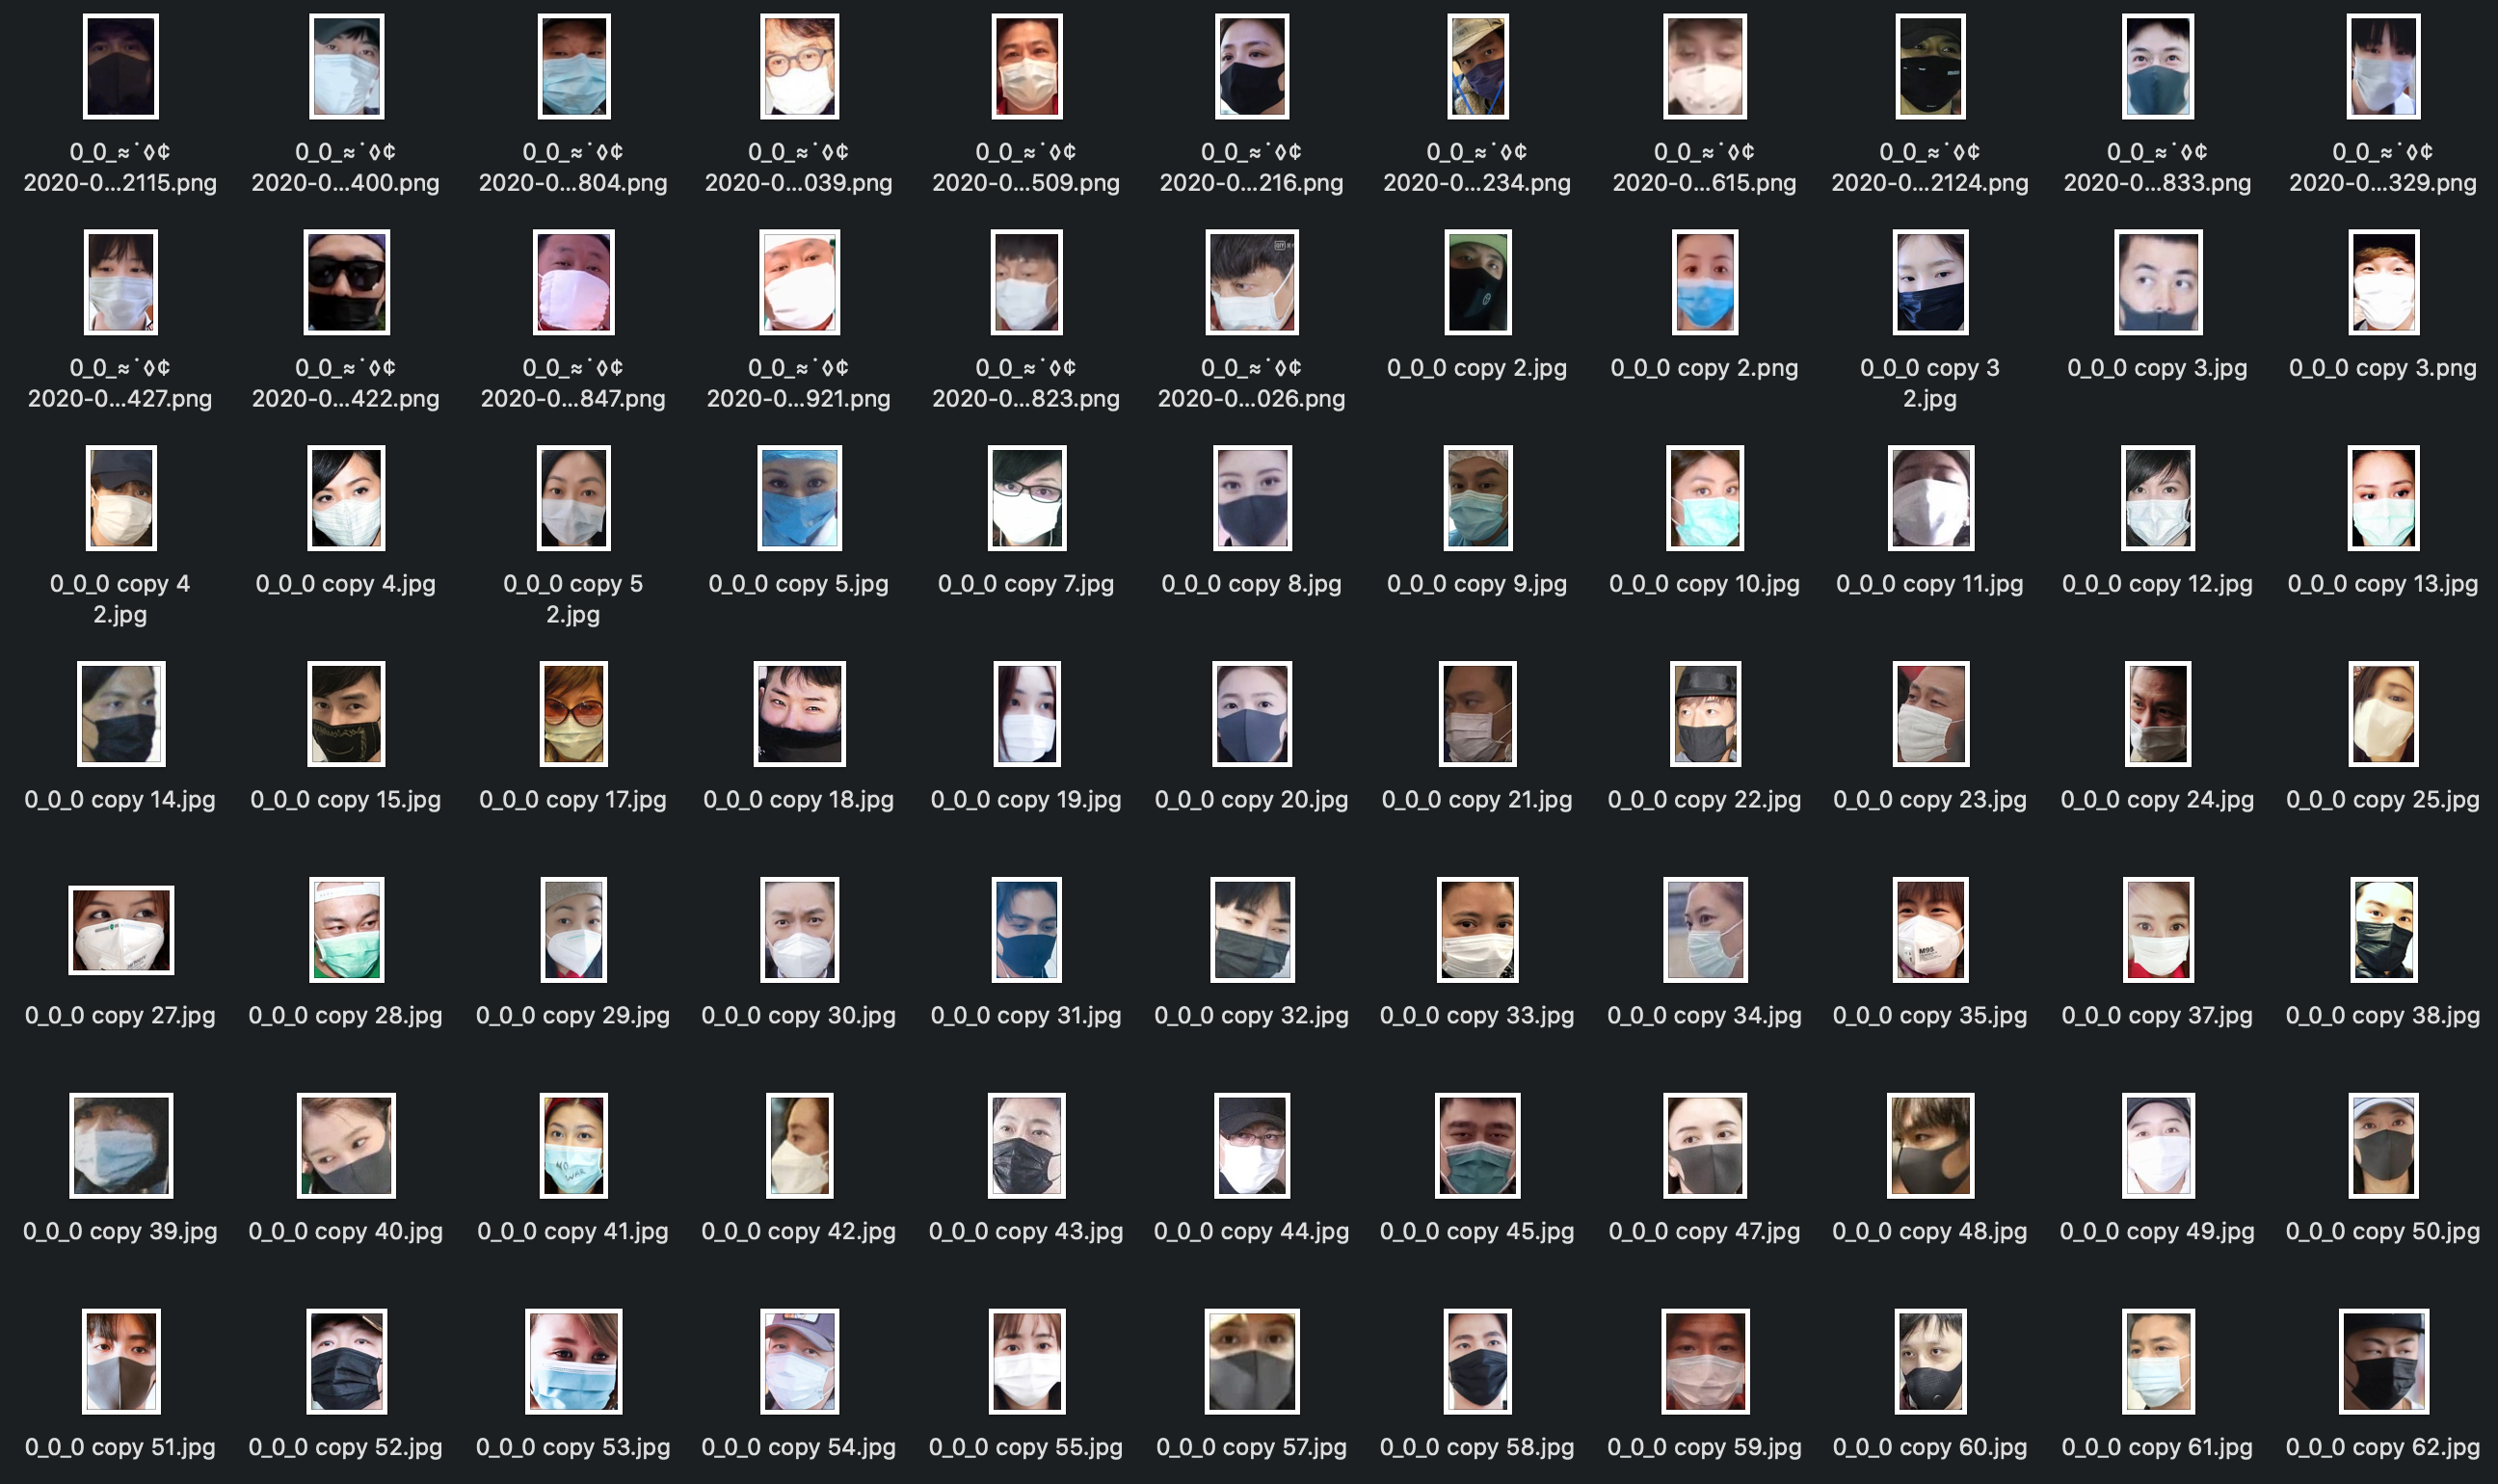 0_0_≈˙◊¢
2020-0...2115.png
0_0_≈˙◊¢
2020-0...400.png
0_0_≈˙◊¢
2020-0...804.png
0_0_≈˙◊¢
2020-0...039.png
0_0_≈˙◊¢
2020-0...509.png
0_0_≈˙◊¢
2020-0...216.png
0_0_≈˙◊¢
2020-0...234.png
0_0_≈˙◊¢
2020-0...615.png
0_0_≈˙◊¢
2020-0...2124.png
0_0_≈˙◊¢
2020-0...833.png
0_0_≈˙◊¢
2020-0...329.png
0_0_≈˙◊¢
2020-0...427.png
0_0_≈˙◊¢
2020-0...422.png
0_0_≈˙◊¢
2020-0...847.png
0_0_≈˙◊¢
2020-0...921.png
0_0_≈˙◊¢
2020-0...823.png
0_0_≈˙◊¢
2020-0...026.png
0_0_0 copy 2.jpg
0_0_0 copy 2.png
0_0_0 copy 3
2.jpg
0_0_0 copy 3.jpg
0_0_0 copy 3.png
0_0_0 copy 4
2.jpg
0_0_0 copy 4.jpg
0_0_0 copy 5
2.jpg
0_0_0 copy 5.jpg
0_0_0 copy 7.jpg
0_0_0 copy 8.jpg
0_0_0 copy 9.jpg
0_0_0 copy 10.jpg
0_0_0 copy 11.jpg
0_0_0 copy 12.jpg
0_0_0 copy 13.jpg
0_0_0 copy 14.jpg
0_0_0 copy 15.jpg
0_0_0 copy 17.jpg
0_0_0 copy 18.jpg
0_0_0 copy 19.jpg
0_0_0 copy 20.jpg
0_0_0 copy 21.jpg
0_0_0 copy 22.jpg
0_0_0 copy 23.jpg
0_0_0 copy 24.jpg
0_0_0 copy 25.jpg
M95
0_0_0 copy 27.jpg
0_0_0 copy 28.jpg
0_0_0 copy 29.jpg
0_0_0 copy 30.jpg
0_0_0 copy 31.jpg
0_0_0 copy 32.jpg
0_0_0 copy 33.jpg
0_0_0 copy 34.jpg
0_0_0 copy 35.jpg
0_0_0 copy 37.jpg
0_0_0 copy 38.jpg
NO
WAR
0_0_0 copy 39.jpg
0_0_0 copy 40.jpg
0_0_0 copy 41.jpg
0_0_0 copy 42.jpg
0_0_0 copy 43.jpg
0_0_0 copy 44.jpg
0_0_0 copy 45.jpg
0_0_0 copy 47.jpg
0_0_0 copy 48.jpg
0_0_0 copy 49.jpg
0_0_0 copy 50.jpg
0_0_0 copy 51.jpg
0_0_0 copy 52.jpg
0_0_0 copy 53.jpg
0_0_0 copy 54.jpg
0_0_0 copy 55.jpg
0_0_0 copy 57.jpg
0_0_0 copy 58.jpg
0_0_0 copy 59.jpg
0_0_0 copy 60.jpg
0_0_0 copy 61.jpg
0_0_0 copy 62.jpg